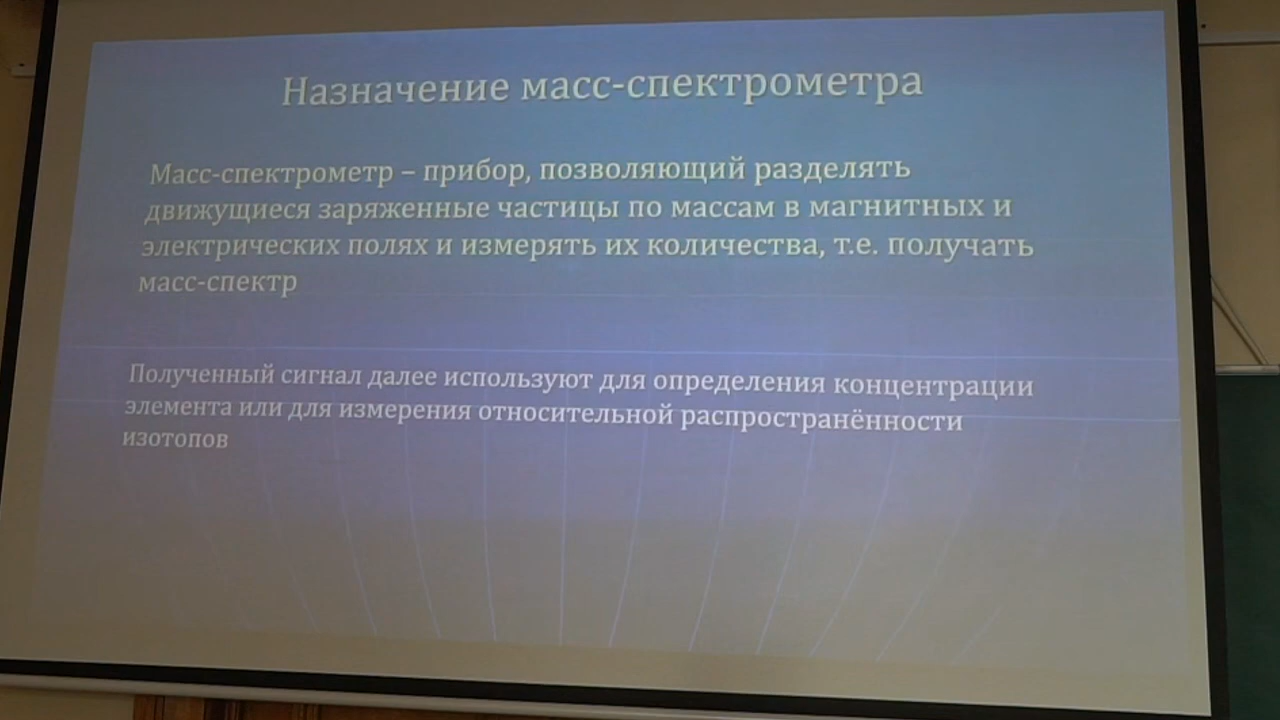 Назначение масс-спектрометра
Масс-спектрометр – прибор, позволяющий разделять
движущиеся заряженные частицы по массам в магнитных и
электрических полях и измерять их количества, т.е. получать
масс-спектр
Полученный сигнал далее используют для определения концентрации
элемента или для измерения относительной распространённости
изотопов